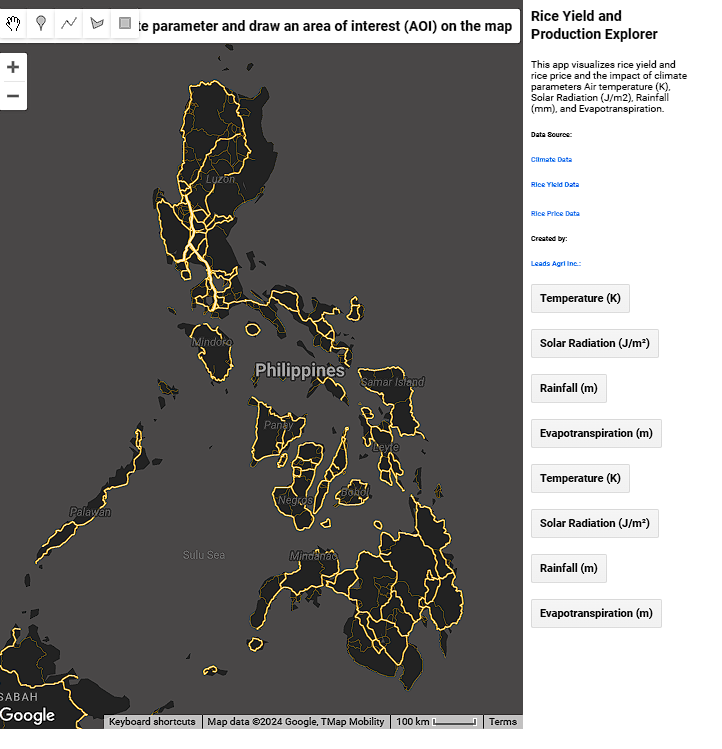 te parameter and draw an area of interest (AOI) on the map
+
−
Luzon
Mindoro
Philippines
Samar Island
Panay
Leyte
Negros
Bohol
Palawan
Sulu Sea
Mindanao
SABAH
Google
Keyboard shortcuts
Map data ©2024 Google, TMap Mobility
100 km
Terms
Rice Yield and
Production Explorer
This app visualizes rice yield and
rice price and the impact of climate
parameters Air temperature (K),
Solar Radiation (J/m2), Rainfall
(mm), and Evapotranspiration.
Data Source:
Climate Data
Rice Yield Data
Rice Price Data
Created by:
Leads Agri Inc.:
Temperature (K)
Solar Radiation (J/m²)
Rainfall (m)
Evapotranspiration (m)
Temperature (K)
Solar Radiation (J/m²)
Rainfall (m)
Evapotranspiration (m)